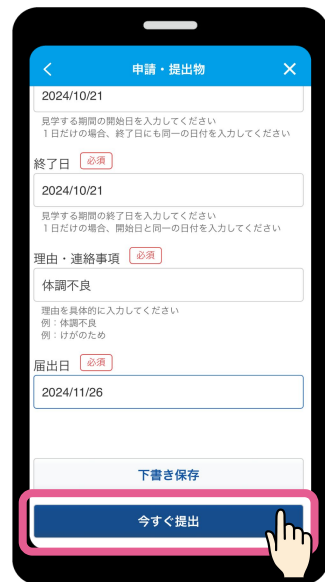 申請・提出物
2024/10/21
見学する期間の開始日を入力してください
1日だけの場合、終了日にも同一の日付を入力してください
終了日 必須
2024/10/21
見学する期間の終了日を入力してください
1日だけの場合、開始日と同一の日付を入力してください
理由・連絡事項 必須
体調不良
理由を具体的に入力してください
例：体調不良
例：けがのため
届出日 必須
2024/11/26
下書き保存
今すぐ提出